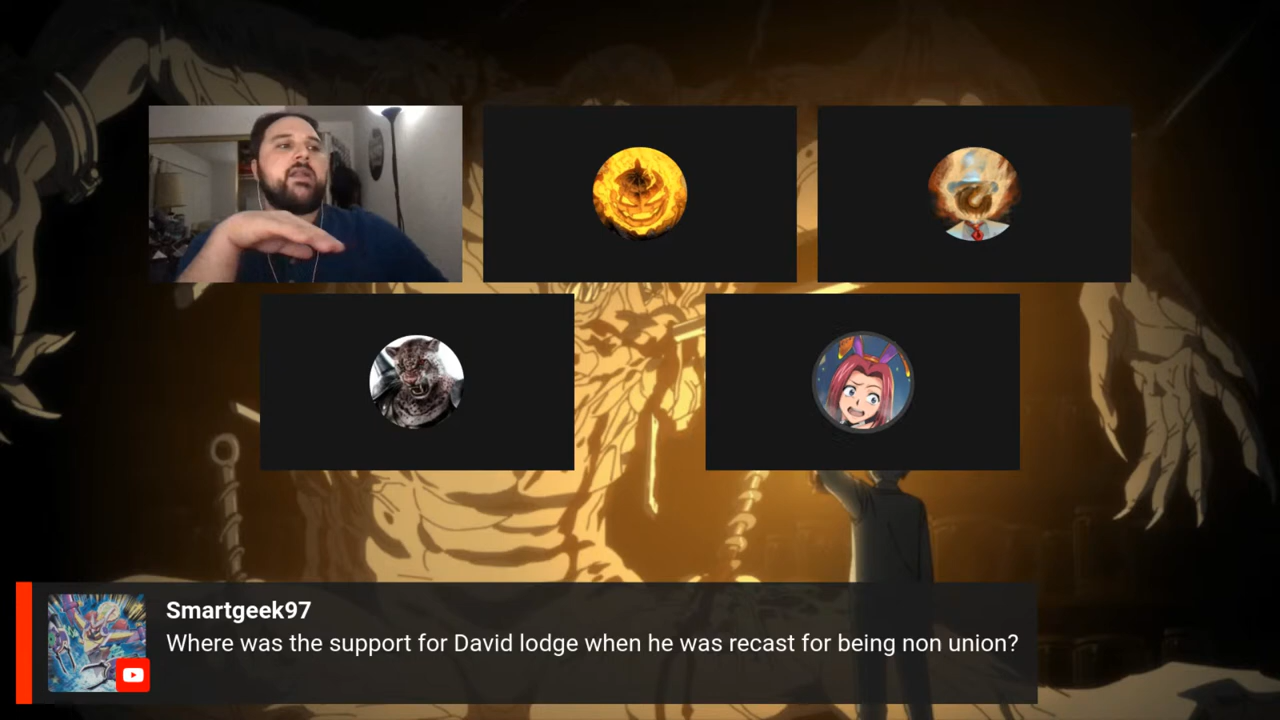 Smartgeek97
Where was the support for David lodge when he was recast for being non union?